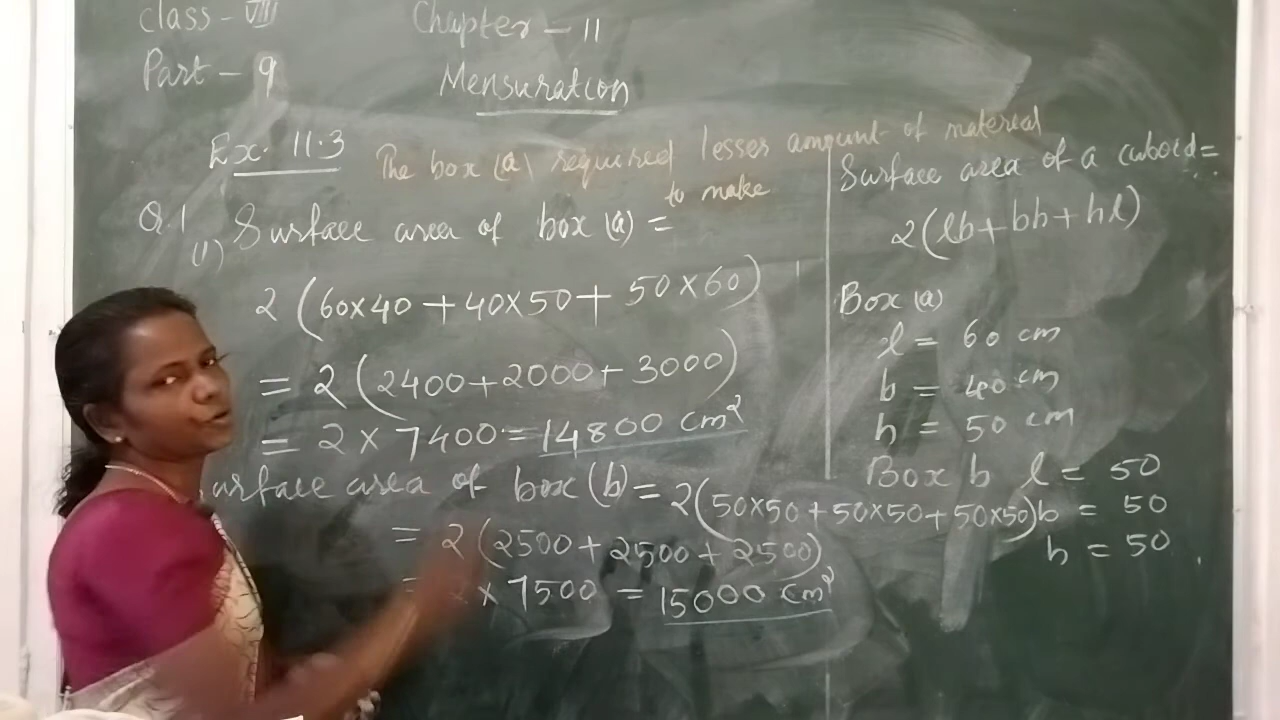 Class - VIII
Chapter - 11
Part - 9
Mensuration
Ex. 11.3
The box (a) required lesses amount of material
to make
Q.1
(1) Surface area of box (a) =
2 (60x40 + 40x50 + 50x60)
= 2 (2400+2000+ 3000)
= 2 x 7400 = 14800 cm²
urface area of box (b) = 2(50x50+50x50+50x50)
= 2 (2500+2500+2500)
= x 7500 = 15000 cm²
Surface area of a cuboid =
2(lb+bh+hl)
Box (a)
l = 60 cm
b = 40 cm
h = 50 cm
Box b l = 50
b = 50
h = 50